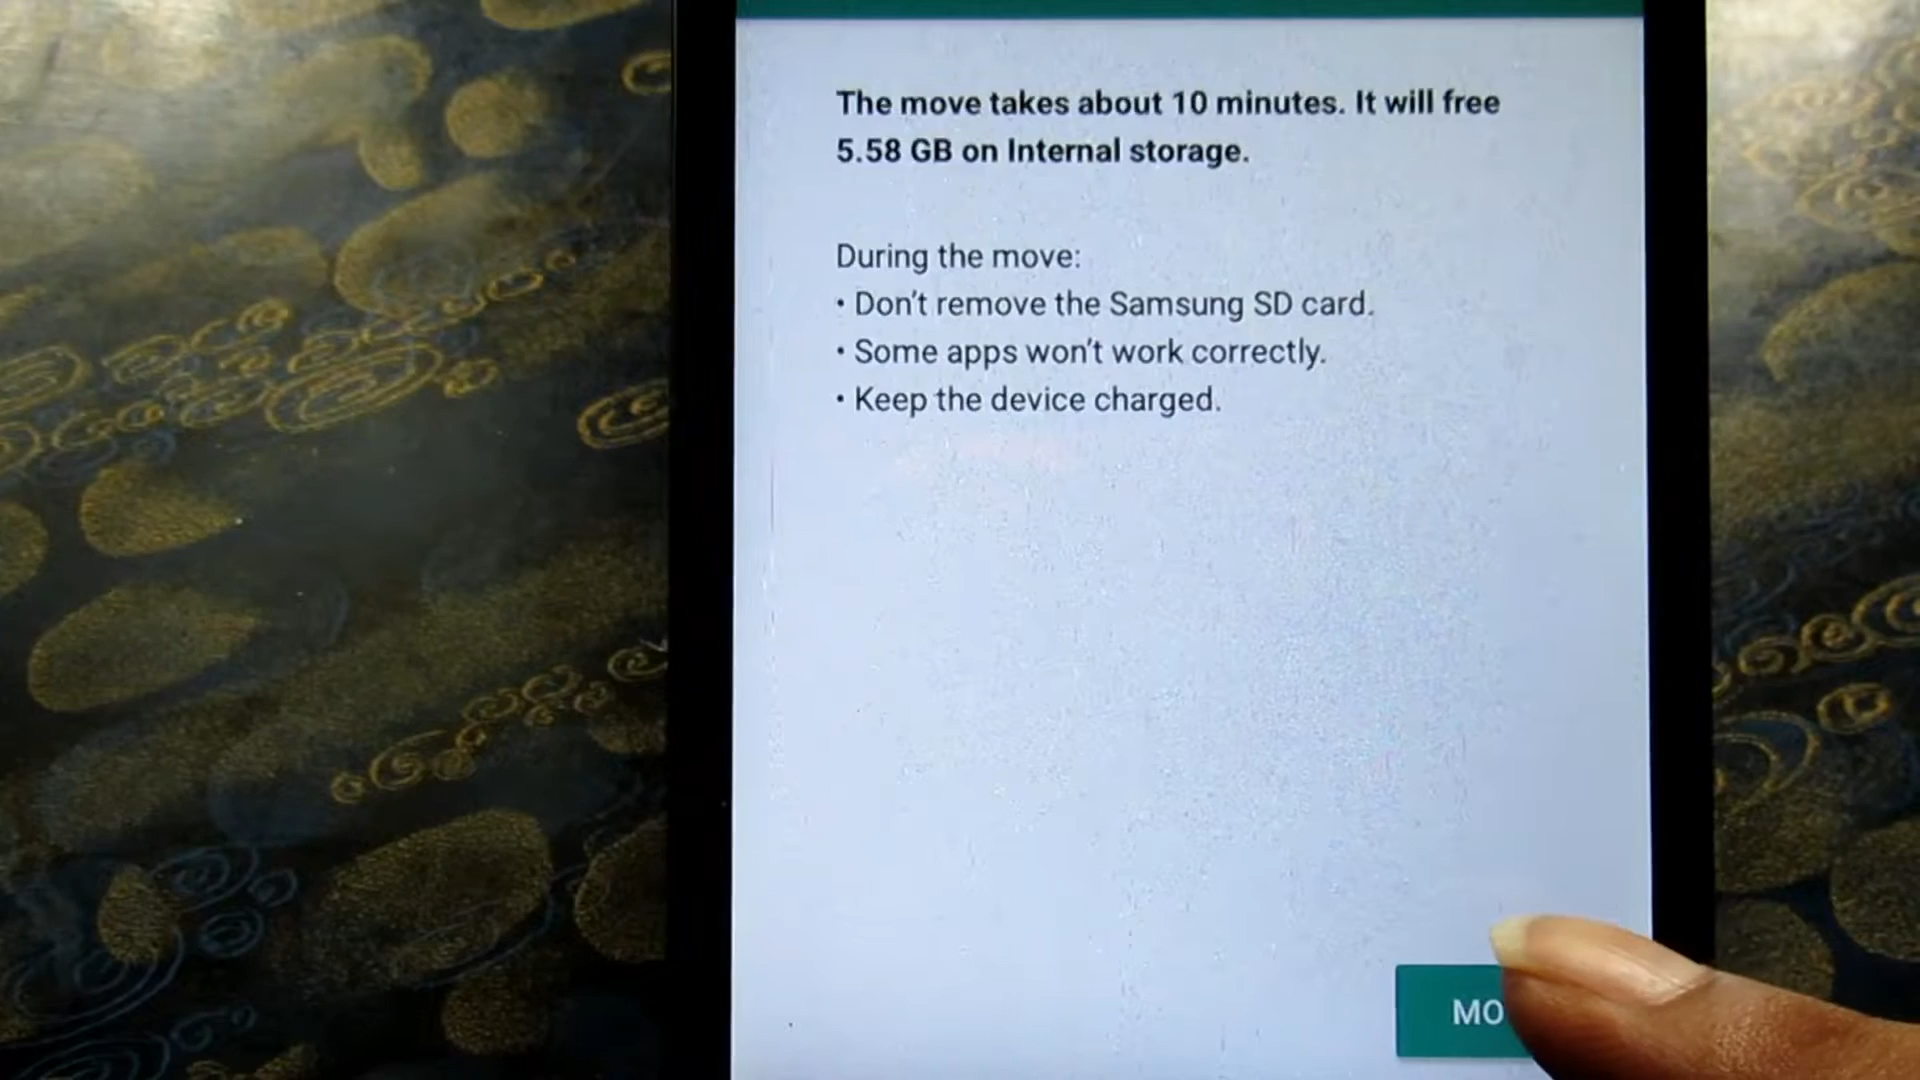 The move takes about 10 minutes. It will free
5.58 GB on Internal storage.
During the move:
• Don't remove the Samsung SD card.
• Some apps won't work correctly.
• Keep the device charged.